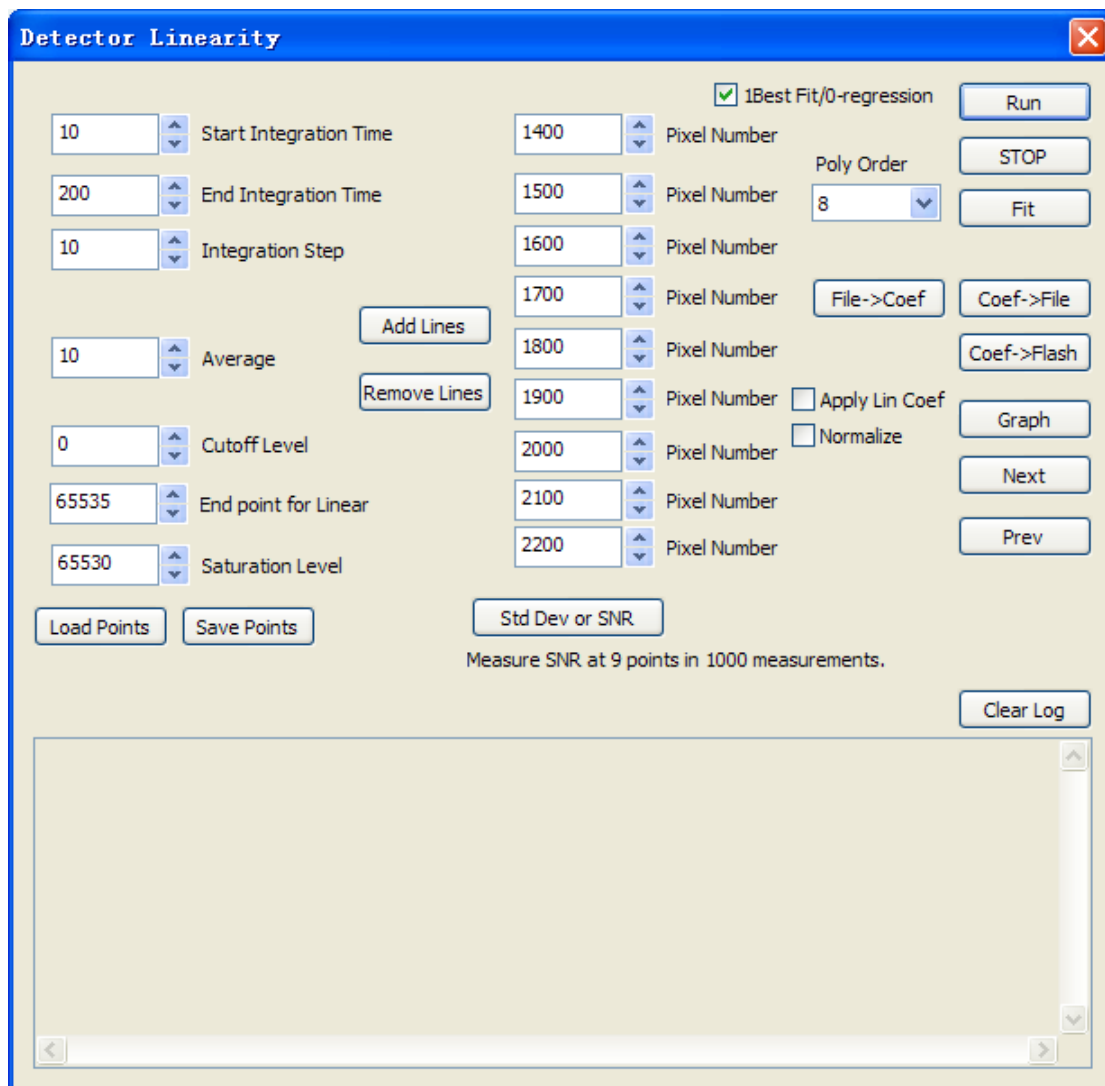 Detector Linearity
1Best Fit/0-regression
Run
10 Start Integration Time
1400 Pixel Number
STOP
Poly Order
200 End Integration Time
1500 Pixel Number
8
Fit
10 Integration Step
1600 Pixel Number
1700 Pixel Number
File->Coef
Coef->File
Add Lines
10 Average
1800 Pixel Number
Coef->Flash
Remove Lines
1900 Pixel Number
Apply Lin Coef
Graph
0 Cutoff Level
2000 Pixel Number
Normalize
Next
65535 End point for Linear
2100 Pixel Number
65530 Saturation Level
2200 Pixel Number
Prev
Load Points
Save Points
Std Dev or SNR
Measure SNR at 9 points in 1000 measurements.
Clear Log